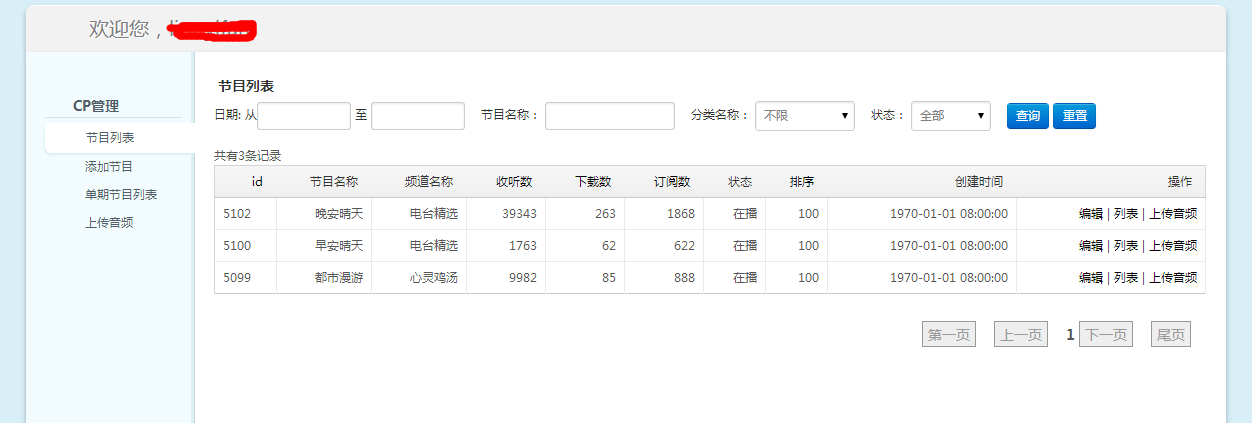 欢迎您，
CP管理
节目列表
添加节目
单期节目列表
上传音频
节目列表
日期: 从 至 节目名称： 分类名称： 不限 状态： 全部 查询 重置
共有3条记录
id 节目名称 频道名称 收听数 下载数 订阅数 状态 排序 创建时间 操作
5102 晚安晴天 电台精选 39343 263 1868 在播 100 1970-01-01 08:00:00 编辑 | 列表 | 上传音频
5100 早安晴天 电台精选 1763 62 622 在播 100 1970-01-01 08:00:00 编辑 | 列表 | 上传音频
5099 都市漫游 心灵鸡汤 9982 85 888 在播 100 1970-01-01 08:00:00 编辑 | 列表 | 上传音频
第一页 上一页 1 下一页 尾页